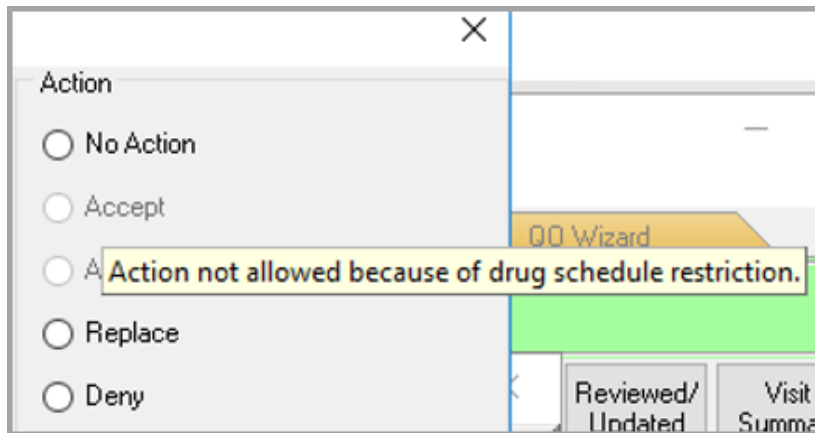 Action
No Action
Accept
QO Wizard
A
Action not allowed because of drug schedule restriction.
Replace
Deny
Reviewed/
Updated
Visit
Summa